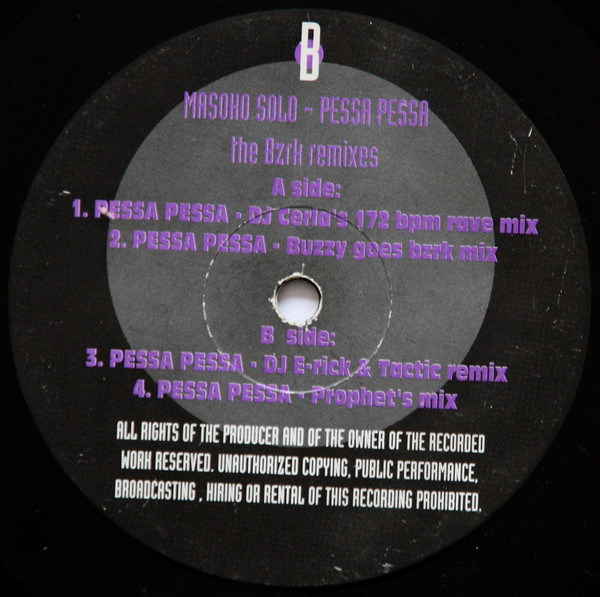 B
MASOHO SOLO ~ PESSA PESSA
the Bzrk remixes
A side:
1. PESSA PESSA - DJ Cerla's 172 bpm rave mix
2. PESSA PESSA - Buzzy goes bzrk mix
B side:
3. PESSA PESSA - DJ E-rick & Tactic remix
4. PESSA PESSA - Prophet's mix
ALL RIGHTS OF THE PRODUCER AND OF THE OWNER OF THE RECORDED
WORK RESERVED. UNAUTHORIZED COPYING, PUBLIC PERFORMANCE,
BROADCASTING , HIRING OR RENTAL OF THIS RECORDING PROHIBITED.